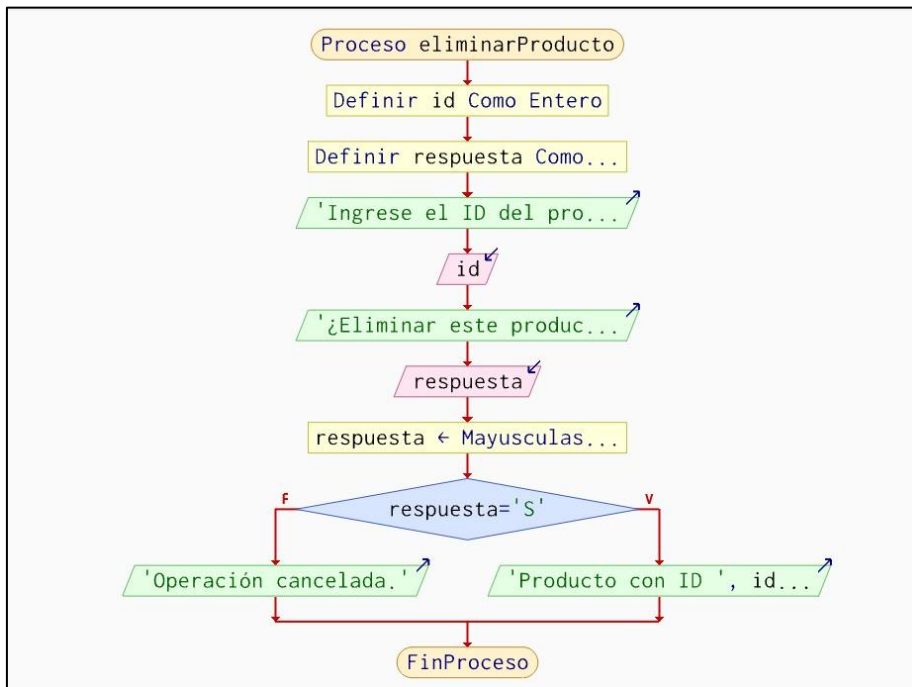 Proceso eliminarProducto
Definir id Como Entero
Definir respuesta Como...
'Ingrese el ID del pro...
id
'¿Eliminar este produc...
respuesta
respuesta ← Mayusculas...
F
respuesta='S'
V
'Operación cancelada.'
'Producto con ID ', id...
FinProceso